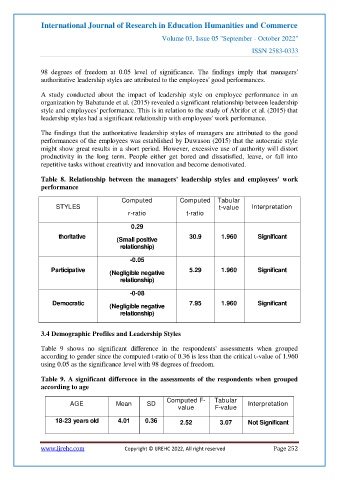 International Journal of Research in Education Humanities and Commerce
Volume 03, Issue 05 "September - October 2022"
ISSN 2583-0333
98 degrees of freedom at 0.05 level of significance. The findings imply that managers'
authoritative leadership styles are attributed to the employees' good performances.
A study conducted about the impact of leadership style on employee performance in an
organization by Babatunde et al. (2015) revealed a significant relationship between leadership
style and employees' performance. This is in relation to the study of Abrifor et al. (2015) that
leadership styles had a significant relationship with employees' work performance.
The findings that the authoritative leadership styles of managers are attributed to the good
performances of the employees was established by Dawason (2015) that the autocratic style
might show great results in a short period. However, excessive use of authority will distort
productivity in the long term. People either get bored and dissatisfied, leave, or fall into
repetitive tasks without creativity and innovation and become demotivated.
Table 8. Relationship between the managers' leadership styles and employees' work
performance
STYLES Computed r-ratio Computed t-ratio Tabular t-value Interpretation
thoritative 0.29 (Small positive relationship) 30.9 1.960 Significant
Participative -0.05 (Negligible negative relationship) 5.29 1.960 Significant
Democratic -0-08 (Negligible negative relationship) 7.95 1.960 Significant
3.4 Demographic Profiles and Leadership Styles
Table 9 shows no significant difference in the respondents' assessments when grouped
according to gender since the computed t-ratio of 0.36 is less than the critical t-value of 1.960
using 0.05 as the significance level with 98 degrees of freedom.
Table 9. A significant difference in the assessments of the respondents when grouped
according to age
AGE Mean SD Computed F-value Tabular F-value Interpretation
18-23 years old 4.01 0.36 2.52 3.07 Not Significant
www.ijrehc.com Copyright © IJREHC 2022, All right reserved Page 252